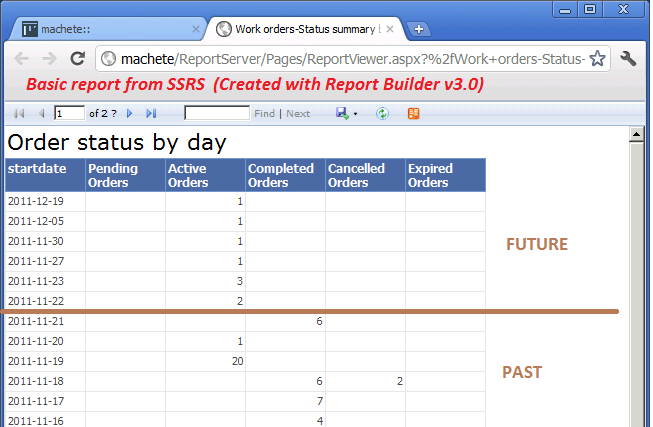 machete::
Work orders-Status summary b
machete/ReportServer/Pages/ReportViewer.aspx?%2fWork+orders-Status-
Basic report from SSRS (Created with Report Builder v3.0)
1 of 2 ? Find | Next
Order status by day
startdate Pending Orders Active Orders Completed Orders Cancelled Orders Expired Orders
2011-12-19 1
2011-12-05 1
2011-11-30 1
FUTURE
2011-11-27 1
2011-11-23 3
2011-11-22 2
2011-11-21 6
2011-11-20 1
2011-11-19 20
PAST
2011-11-18 6 2
2011-11-17 7
2011-11-16 4